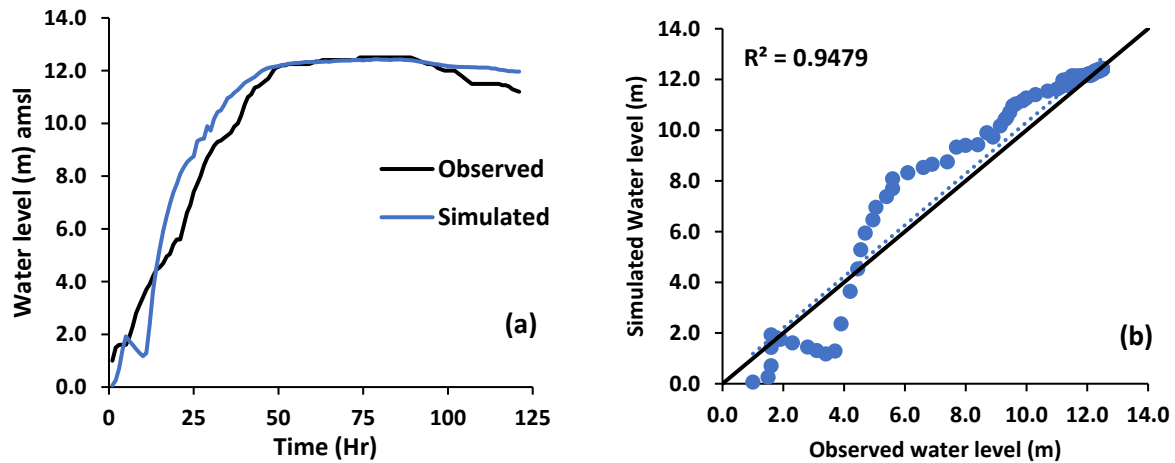 14.0
12.0
10.0
8.0
6.0
4.0
2.0
0.0
Water level (m) amsl
Observed
Simulated
(a)
0 25 50 75 100 125
Time (Hr)
14.0
12.0
10.0
8.0
6.0
4.0
2.0
0.0
Simulated Water level (m)
R² = 0.9479
(b)
0.0 2.0 4.0 6.0 8.0 10.0 12.0 14.0
Observed water level (m)